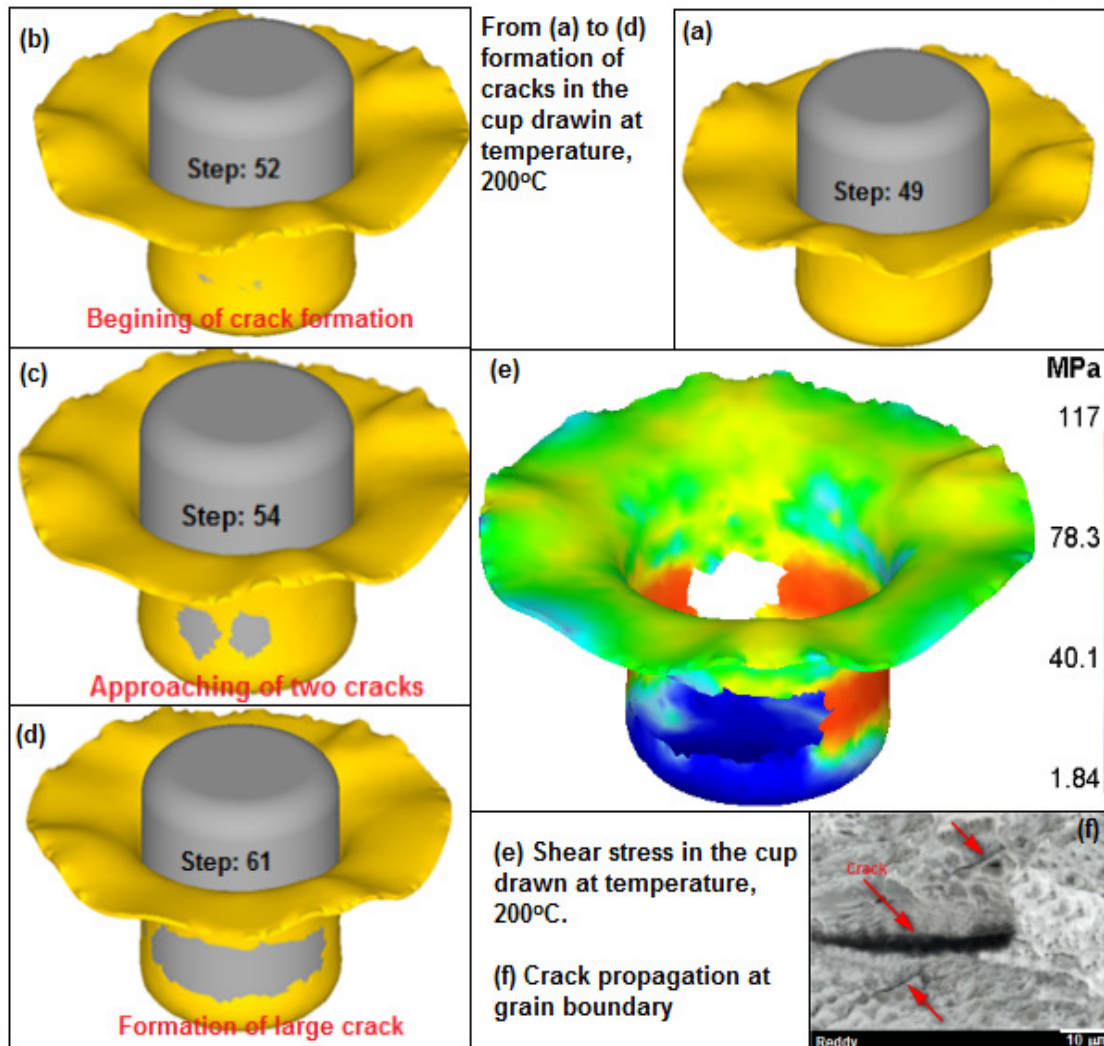 (b)
Step: 52
Begining of crack formation
From (a) to (d)
formation of
cracks in the
cup drawin at
temperature,
200ºC
(a)
Step: 49
(c)
Step: 54
Approaching of two cracks
(d)
Step: 61
Formation of large crack
(e)
MPa
117
78.3
40.1
1.84
(e) Shear stress in the cup
drawn at temperature,
200ºC.
(f) Crack propagation at
grain boundary
(f)
Crack
Reddy
10 µm